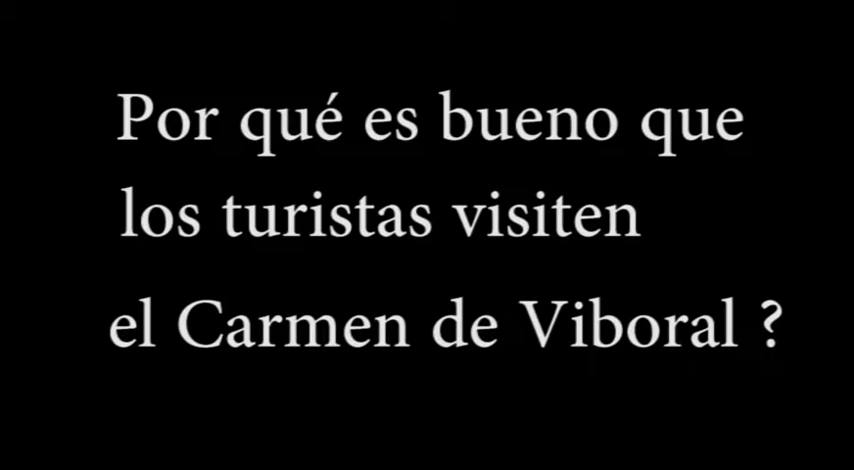 Por qué es bueno que
los turistas visiten
el Carmen de Viboral ?